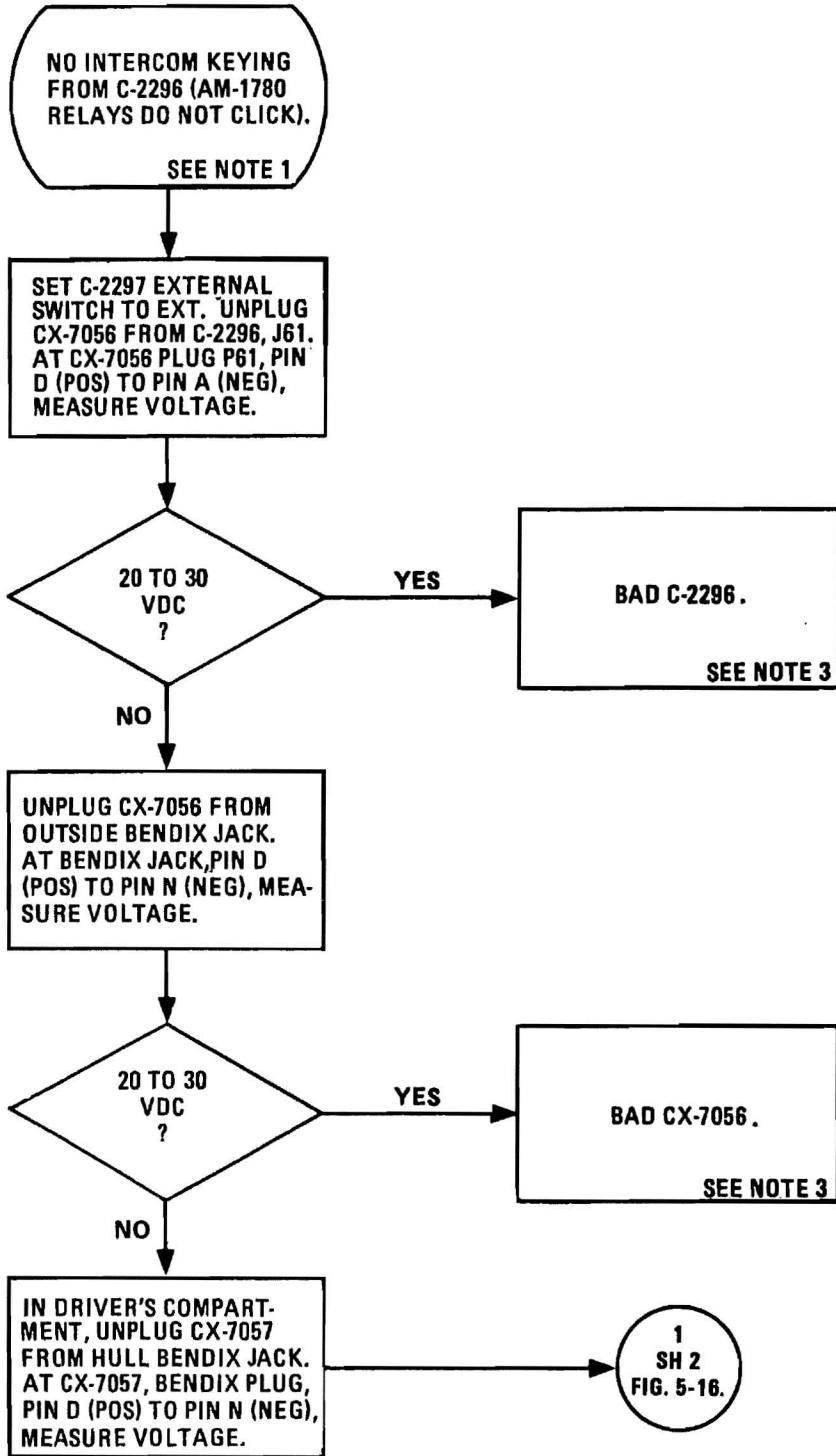 NO INTERCOM KEYING
FROM C-2296 (AM-1780
RELAYS DO NOT CLICK).
SEE NOTE 1
SET C-2297 EXTERNAL
SWITCH TO EXT. UNPLUG
CX-7056 FROM C-2296, J61.
AT CX-7056 PLUG P61, PIN
D (POS) TO PIN A (NEG),
MEASURE VOLTAGE.
20 TO 30
VDC
?
YES
BAD C-2296.
SEE NOTE 3
NO
UNPLUG CX-7056 FROM
OUTSIDE BENDIX JACK.
AT BENDIX JACK,PIN D
(POS) TO PIN N (NEG), MEA-
SURE VOLTAGE.
20 TO 30
VDC
?
YES
BAD CX-7056.
SEE NOTE 3
NO
IN DRIVER'S COMPART-
MENT, UNPLUG CX-7057
FROM HULL BENDIX JACK.
AT CX-7057, BENDIX PLUG,
PIN D (POS) TO PIN N (NEG),
MEASURE VOLTAGE.
1
SH 2
FIG. 5-16.